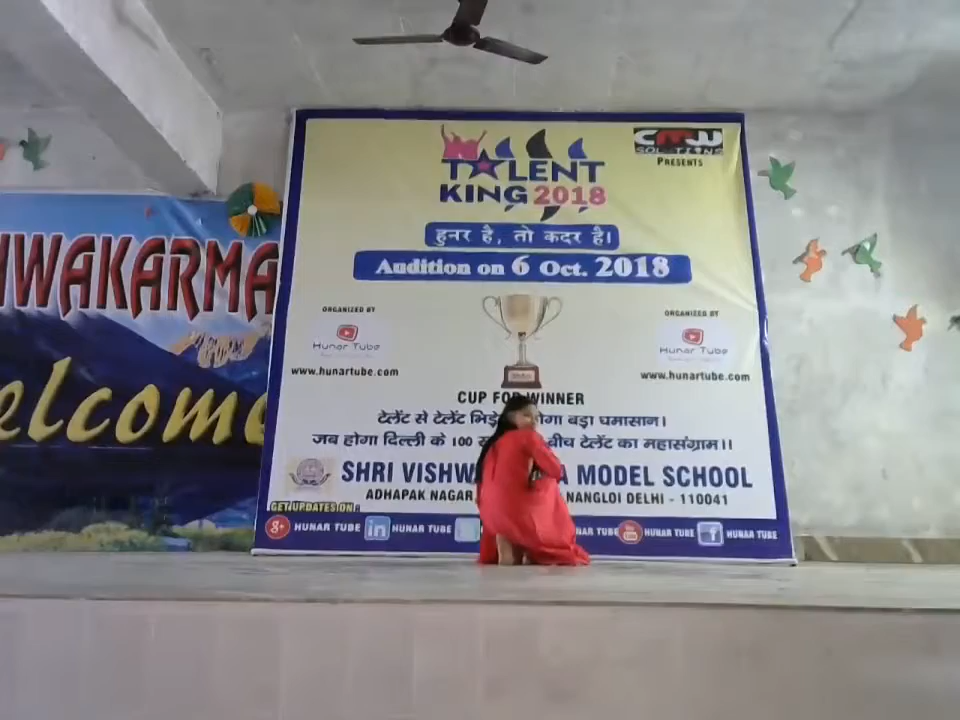 CMW
SOLUTIONS
PRESENTS
TALENT
KING 2018
हुनर है, तो कदर है।
Audition on 6 Oct. 2018
WAKARMA
elcome
ORGANIZED BY
Hunar Tube
www.HUNARTUBE.COM
ORGANIZED BY
Hunar Tube
www.HUNARTUBE.COM
CUP FOR WINNER
टेलेंट से टेलेंट होगा बड़ा घमासान।
जब होगा दिल्ली के 100 बीच टेलेंट का महासंग्राम।।
SHRI VISHW A MODEL SCHOOL
ADHAPAK NAGAR, NANGLOI DELHI - 110041
GET UPDATES ON:
HUNAR TUBE in HUNAR TUBE NAR TUBE HUNAR TUBE f HUNAR TUBE